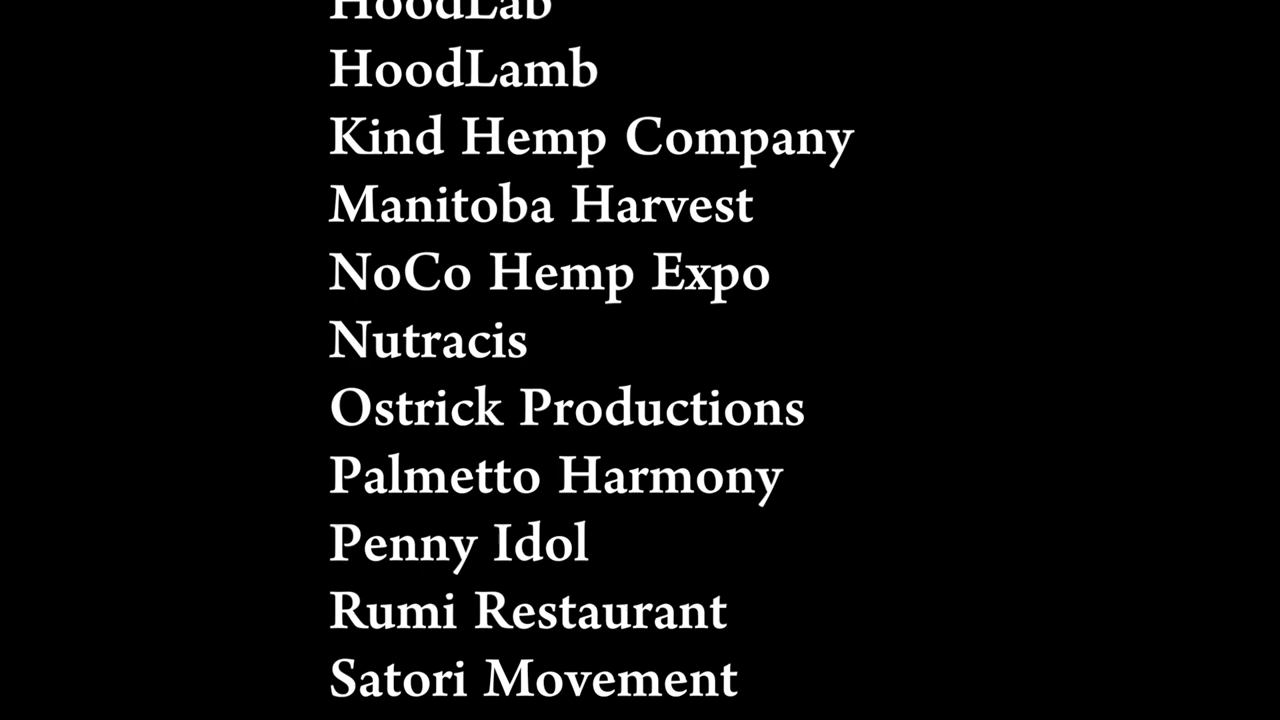 HoodLab
HoodLamb
Kind Hemp Company
Manitoba Harvest
NoCo Hemp Expo
Nutracis
Ostrick Productions
Palmetto Harmony
Penny Idol
Rumi Restaurant
Satori Movement